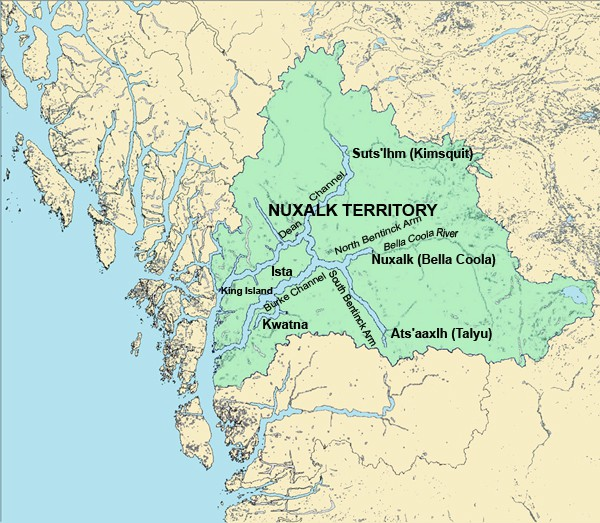 Suts'lhm (Kimsquit)
Dean Channel
NUXALK TERRITORY
North Bentinck Arm
Bella Coola River
Nuxalk (Bella Coola)
Ista
King Island
Burke Channel
South Bentinck Arm
Kwatna
Ats'aaxlh (Talyu)